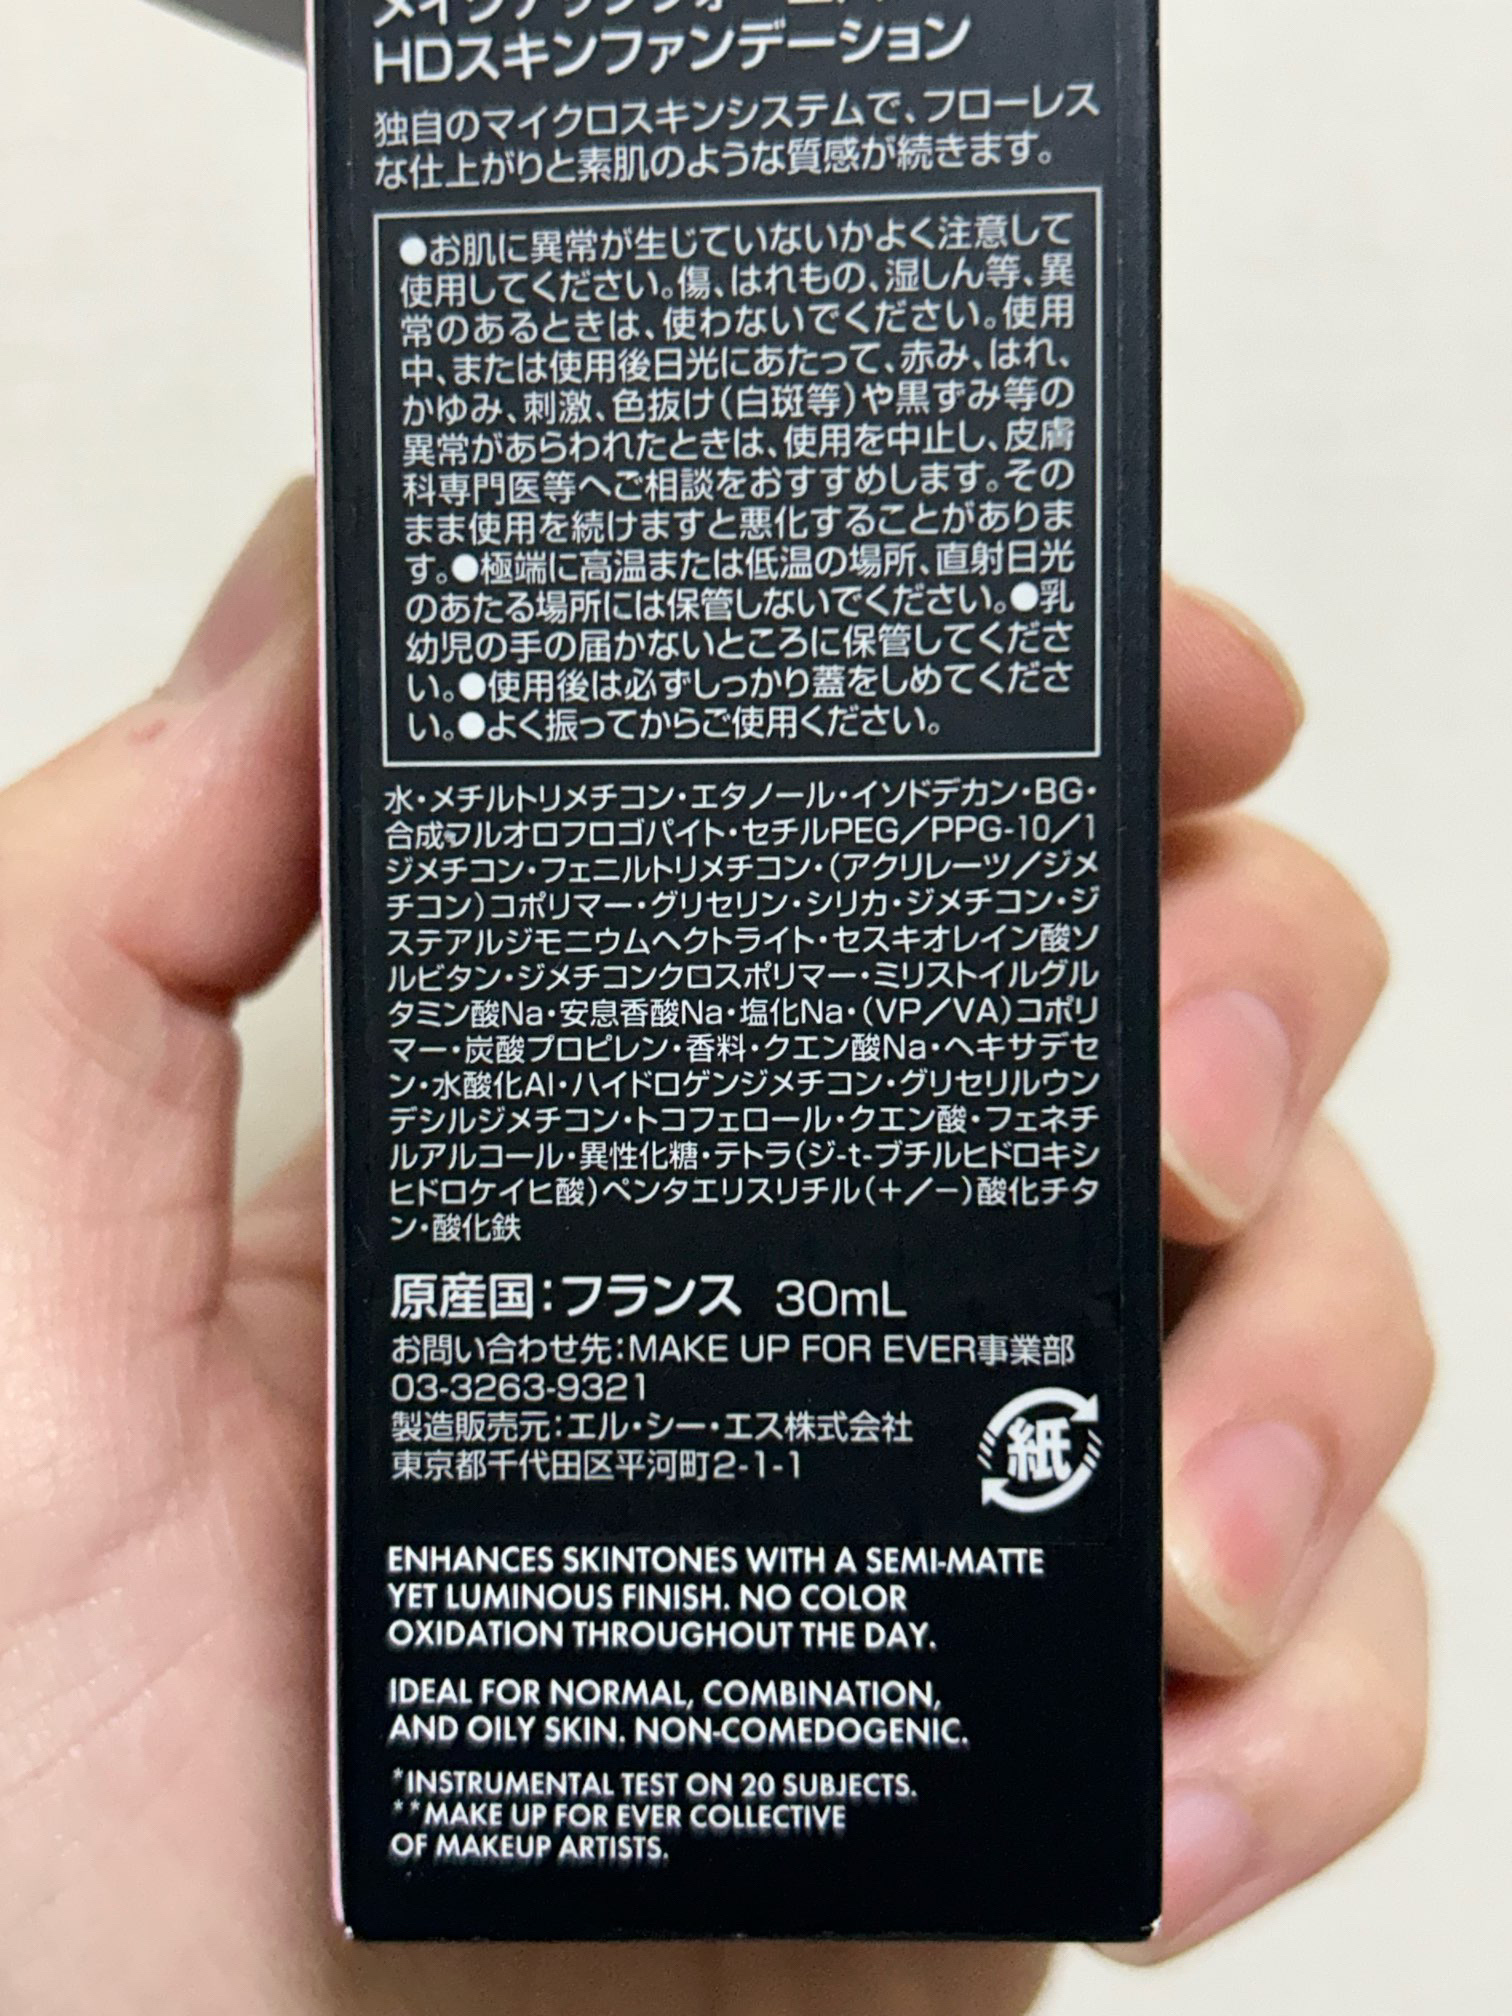 HDスキンファンデーション
独自のマイクロスキンシステムで、フローレス
な仕上がりと素肌のような質感が続きます。
●お肌に異常が生じていないかよく注意して
使用してください。傷、はれもの、湿しん等、異
常のあるときは、使わないでください。使用
中、または使用後日光にあたって、赤み、はれ、
かゆみ、刺激、色抜け(白斑等)や黒ずみ等の
異常があらわれたときは、使用を中止し、皮膚
科専門医等へご相談をおすすめします。その
まま使用を続けますと悪化することがありま
す。●極端に高温または低温の場所、直射日光
のあたる場所には保管しないでください。●乳
幼児の手の届かないところに保管してくださ
い。●使用後は必ずしっかり蓋をしめてくださ
い。●よく振ってからご使用ください。
水・メチルトリメチコン・エタノール・イソドデカン・BG・
合成フルオロフロゴパイト・セチルPEG/PPG-10/1
ジメチコン・フェニルトリメチコン・(アクリレーツ/ジメ
チコン)コポリマー・グリセリン・シリカ・ジメチコン・ジ
ステアルジモニウムヘクトライト・セスキオレイン酸ソ
ルビタン・ジメチコンクロスポリマー・ミリストイルグル
タミン酸Na・安息香酸Na・塩化Na・(VP/VA)コポリ
マー・炭酸プロピレン・香料・クエン酸Na・ヘキサデセ
ン・水酸化Al・ハイドロゲンジメチコン・グリセリルウン
デシルジメチコン・トコフェロール・クエン酸・フェネチ
ルアルコール・異性化糖・テトラ(ジ-t-ブチルヒドロキシ
ヒドロケイヒ酸)ペンタエリスリチル(+/−)酸化チタ
ン・酸化鉄
原産国:フランス 30mL
お問い合わせ先:MAKE UP FOR EVER事業部
03-3263-9321
製造販売元:エル・シー・エス株式会社
東京都千代田区平河町2-1-1
紙
ENHANCES SKINTONES WITH A SEMI-MATTE
YET LUMINOUS FINISH. NO COLOR
OXIDATION THROUGHOUT THE DAY.
IDEAL FOR NORMAL, COMBINATION,
AND OILY SKIN. NON-COMEDOGENIC.
*INSTRUMENTAL TEST ON 20 SUBJECTS.
**MAKE UP FOR EVER COLLECTIVE
OF MAKEUP ARTISTS.